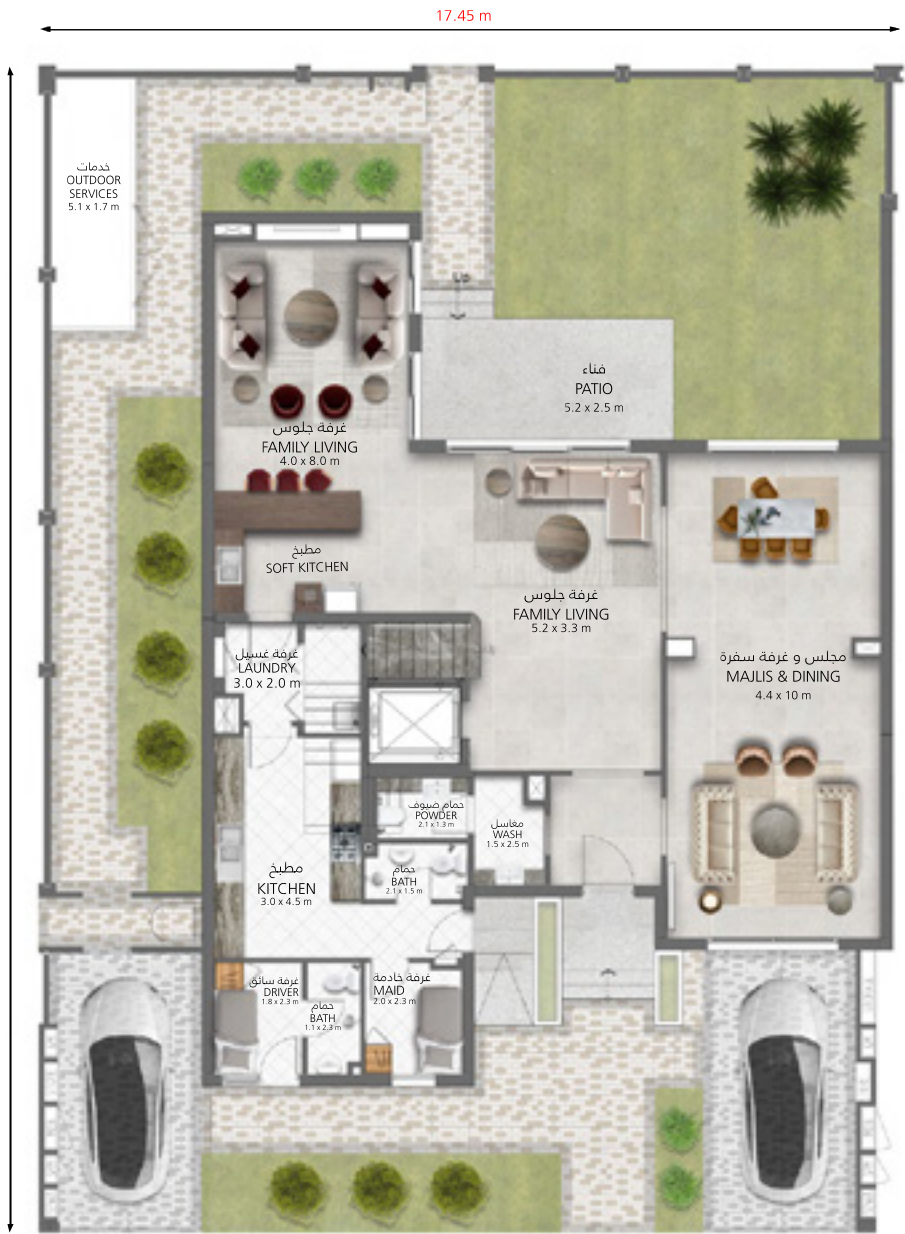 17.45 m
خدمات
OUTDOOR
SERVICES
5.1 x 1.7 m
Up
فناء
PATIO
5.2 x 2.5 m
غرفة جلوس
FAMILY LIVING
4.0 x 8.0 m
مطبخ
SOFT KITCHEN
غرفة جلوس
FAMILY LIVING
5.2 x 3.3 m
غرفة غسيل
LAUNDRY
3.0 x 2.0 m
مجلس و غرفة سفرة
MAJLIS & DINING
4.4 x 10 m
حمام ضيوف
POWDER
2.1 x 1.3 m
مغاسل
WASH
1.5 x 2.5 m
حمام
BATH
2.1 x 1.5 m
مطبخ
KITCHEN
3.0 x 4.5 m
غرفة سائق
DRIVER
1.8 x 2.3 m
حمام
BATH
1.1 x 2.3 m
غرفة خادمة
MAID
2.0 x 2.3 m